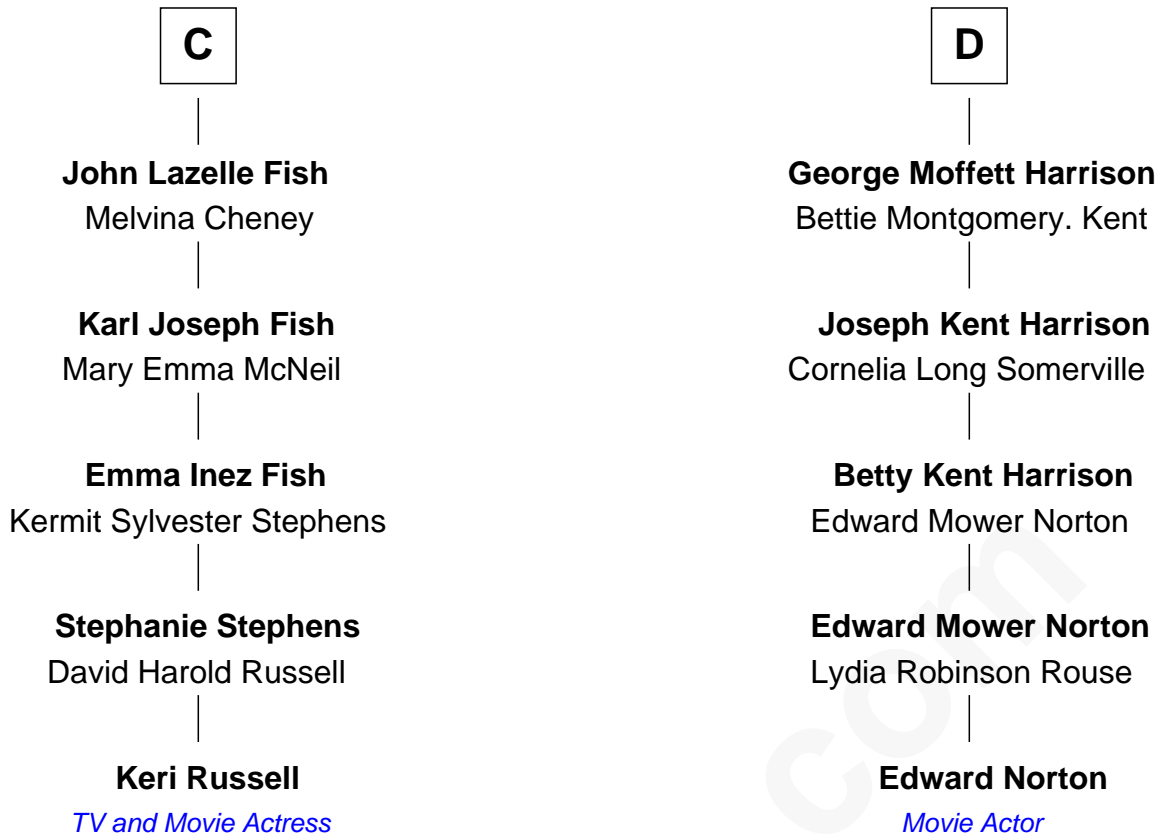 C
John Lazelle Fish
Melvina Cheney
Karl Joseph Fish
Mary Emma McNeil
Emma Inez Fish
Kermit Sylvester Stephens
Stephanie Stephens
David Harold Russell
Keri Russell
TV and Movie Actress
D
George Moffett Harrison
Bettie Montgomery. Kent
Joseph Kent Harrison
Cornelia Long Somerville
Betty Kent Harrison
Edward Mower Norton
Edward Mower Norton
Lydia Robinson Rouse
Edward Norton
Movie Actor
com